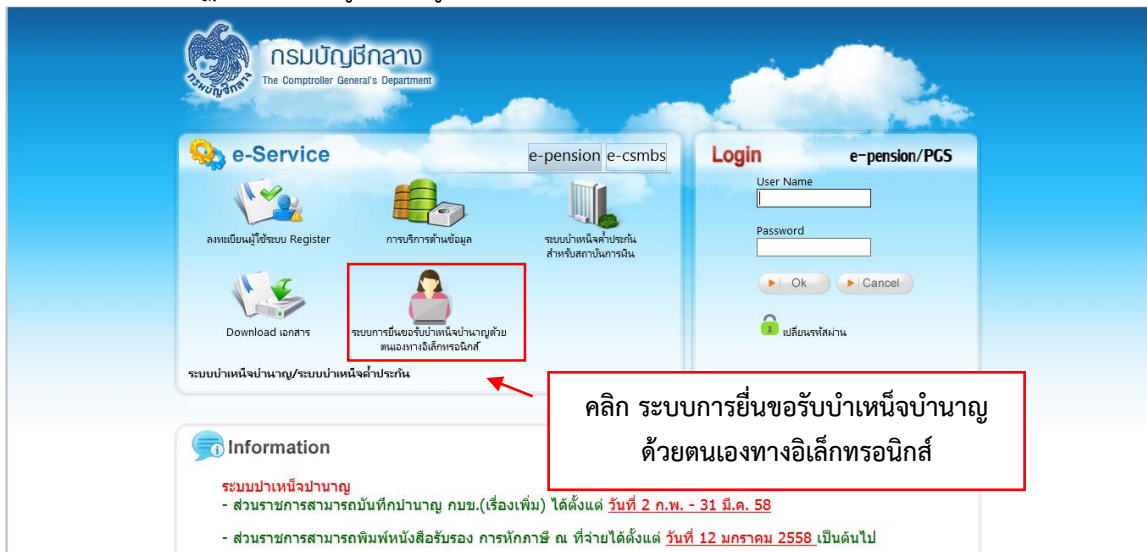 กรมบัญชีกลาง
The Comptroller General's Department
กรมบัญชีกลาง
e-Service
e-pension e-csmbs
Login
e-pension/PGS
User Name
Password
Ok
Cancel
เปลี่ยนรหัสผ่าน
ลงทะเบียนผู้ใช้ระบบ Register
การบริการด้านข้อมูล
ระบบบำเหน็จค้ำประกัน
สำหรับสถาบันการเงิน
Download เอกสาร
ระบบการยื่นขอรับบำเหน็จบำนาญด้วย
ตนเองทางอิเล็กทรอนิกส์
ระบบบำเหน็จบำนาญ/ระบบบำเหน็จค้ำประกัน
คลิก ระบบการยื่นขอรับบำเหน็จบำนาญ
ด้วยตนเองทางอิเล็กทรอนิกส์
Information
ระบบบำเหน็จบำนาญ
- ส่วนราชการสามารถบันทึกบำนาญ กบข.(เรื่องเพิ่ม) ได้ตั้งแต่ วันที่ 2 ก.พ. - 31 มี.ค. 58
- ส่วนราชการสามารถพิมพ์หนังสือรับรอง การหักภาษี ณ ที่จ่ายได้ตั้งแต่ วันที่ 12 มกราคม 2558 เป็นต้นไป